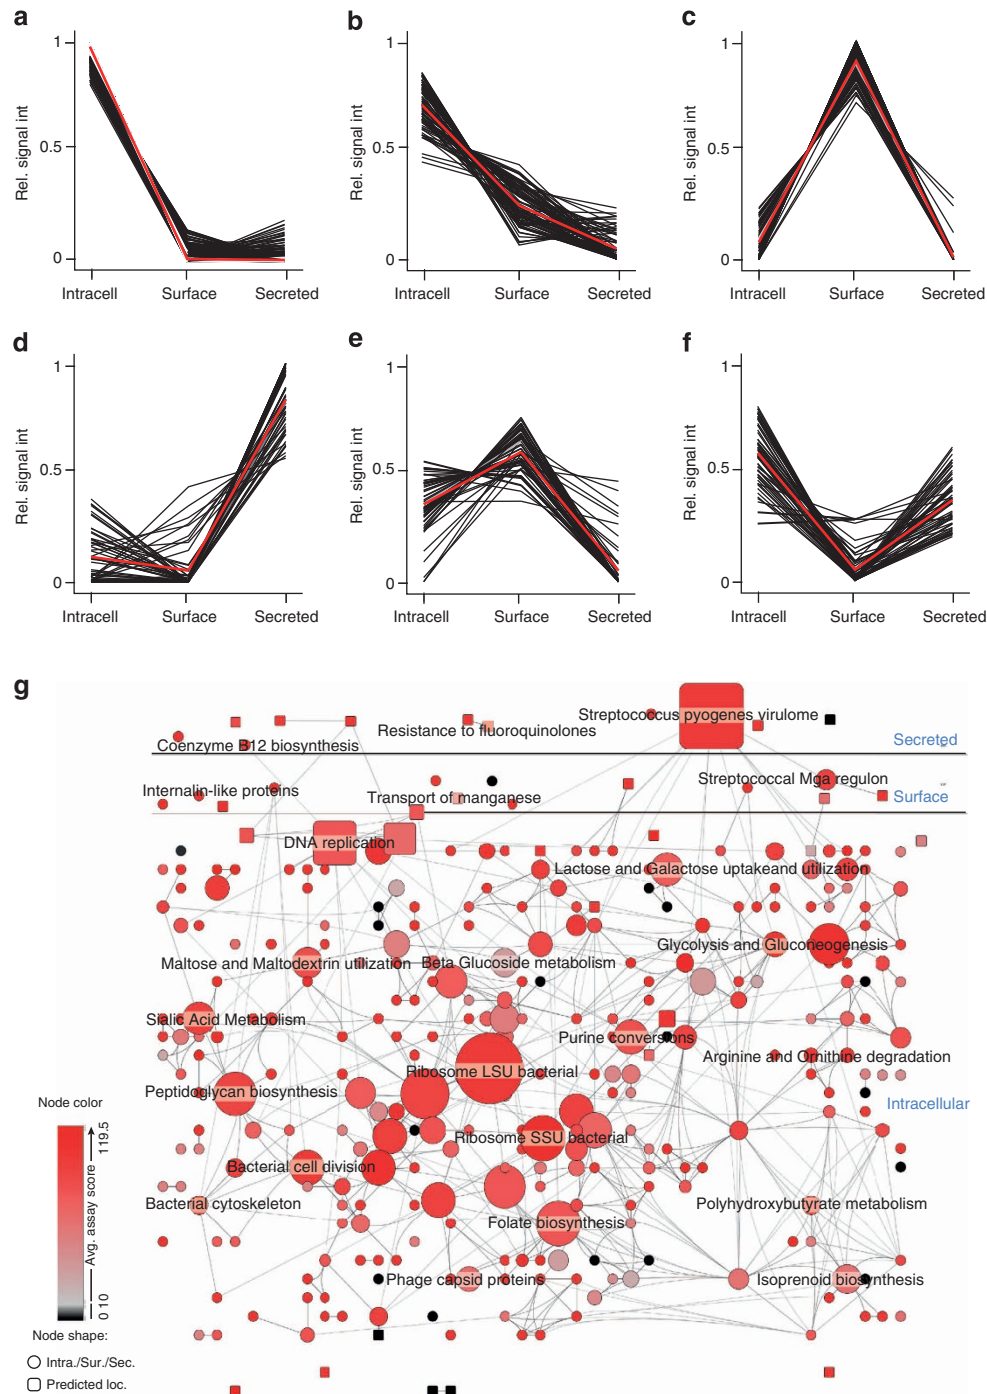 a
b
c
1
0.5
0
Rel. signal int
Intracell Surface Secreted
1
0.5
0
Rel. signal int
Intracell Surface Secreted
1
0.5
0
Rel. signal int
Intracell Surface Secreted
d
e
f
1
0.5
0
Rel. signal int
Intracell Surface Secreted
1
0.5
0
Rel. signal int
Intracell Surface Secreted
1
0.5
0
Rel. signal int
Intracell Surface Secreted
g
Streptococcus pyogenes virulome
Resistance to fluoroquinolones
Coenzyme B12 biosynthesis
Secreted
Streptococcal Mga regulon
Internalin-like proteins
Transport of manganese
Surface
DNA replication
Lactose and Galactose uptakeand utilization
Glycolysis and Gluconeogenesis
Maltose and Maltodextrin utilization
Beta Glucoside metabolism
Sialic Acid Metabolism
Purine conversions
Arginine and Ornithine degradation
Ribosome LSU bacterial
Peptidoglycan biosynthesis
Intracellular
Ribosome SSU bacterial
Bacterial cell division
Bacterial cytoskeleton
Polyhydroxybutyrate metabolism
Folate biosynthesis
Phage capsid proteins
Isoprenoid biosynthesis
Node color
119.5
Avg. assay score
0 10
Node shape:
Intra./Sur./Sec.
Predicted loc.